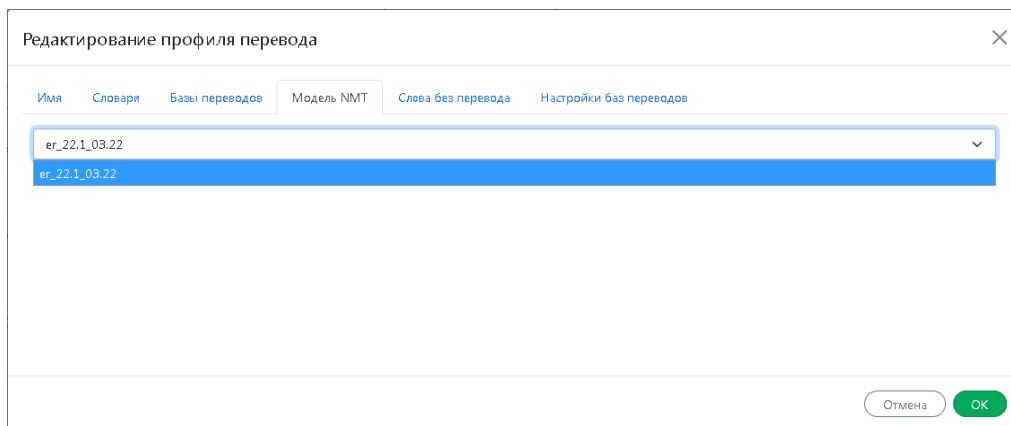 Редактирование профиля перевода
Имя Словари Базы переводов Модель NMT Слова без перевода Настройки баз переводов
er_22.1_03.22
er_22.1_03.22
Отмена OK